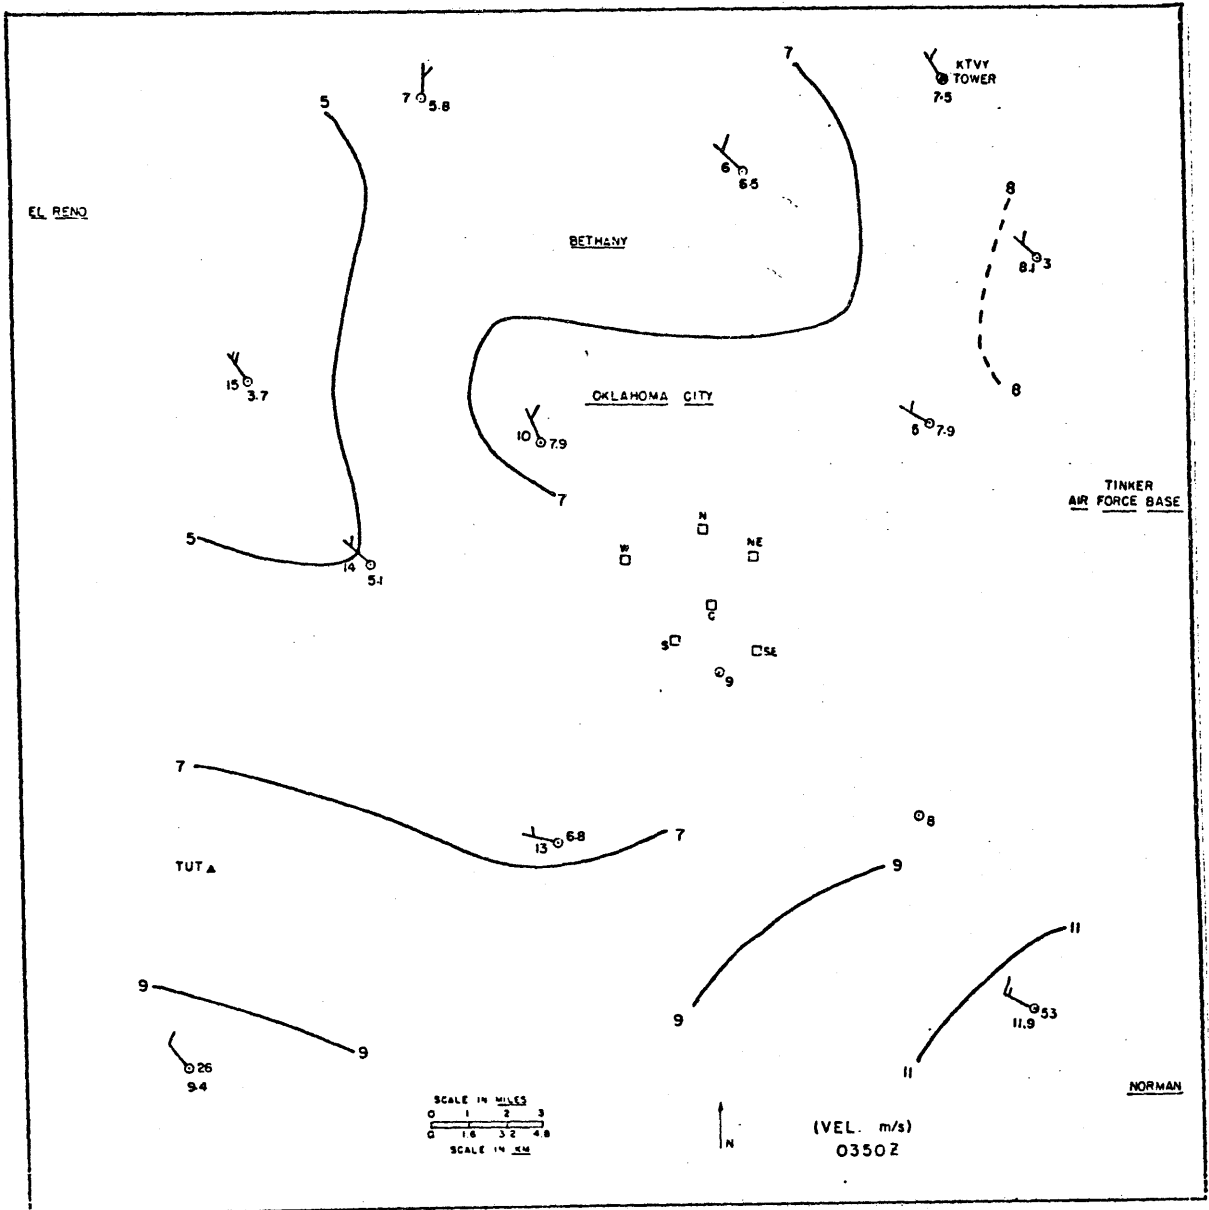 7
KTVY
TOWER
7.5
5
7 5.8
6
6.5
8
EL RENO
BETHANY
8.1 3
15
3.7
OKLAHOMA CITY
8
10 7.9
7.9
7
TINKER
AIR FORCE BASE
N
NE
W
5
14
5.1
C
S
SE
9
7
8
6.8
13
7
TUT
9
11
9
53
11.9
9
9
26
9.4
11
NORMAN
SCALE IN MILES
0 1 2 3
0 1.6 3.2 4.8
SCALE IN KM
N
(VEL. m/s)
0350Z